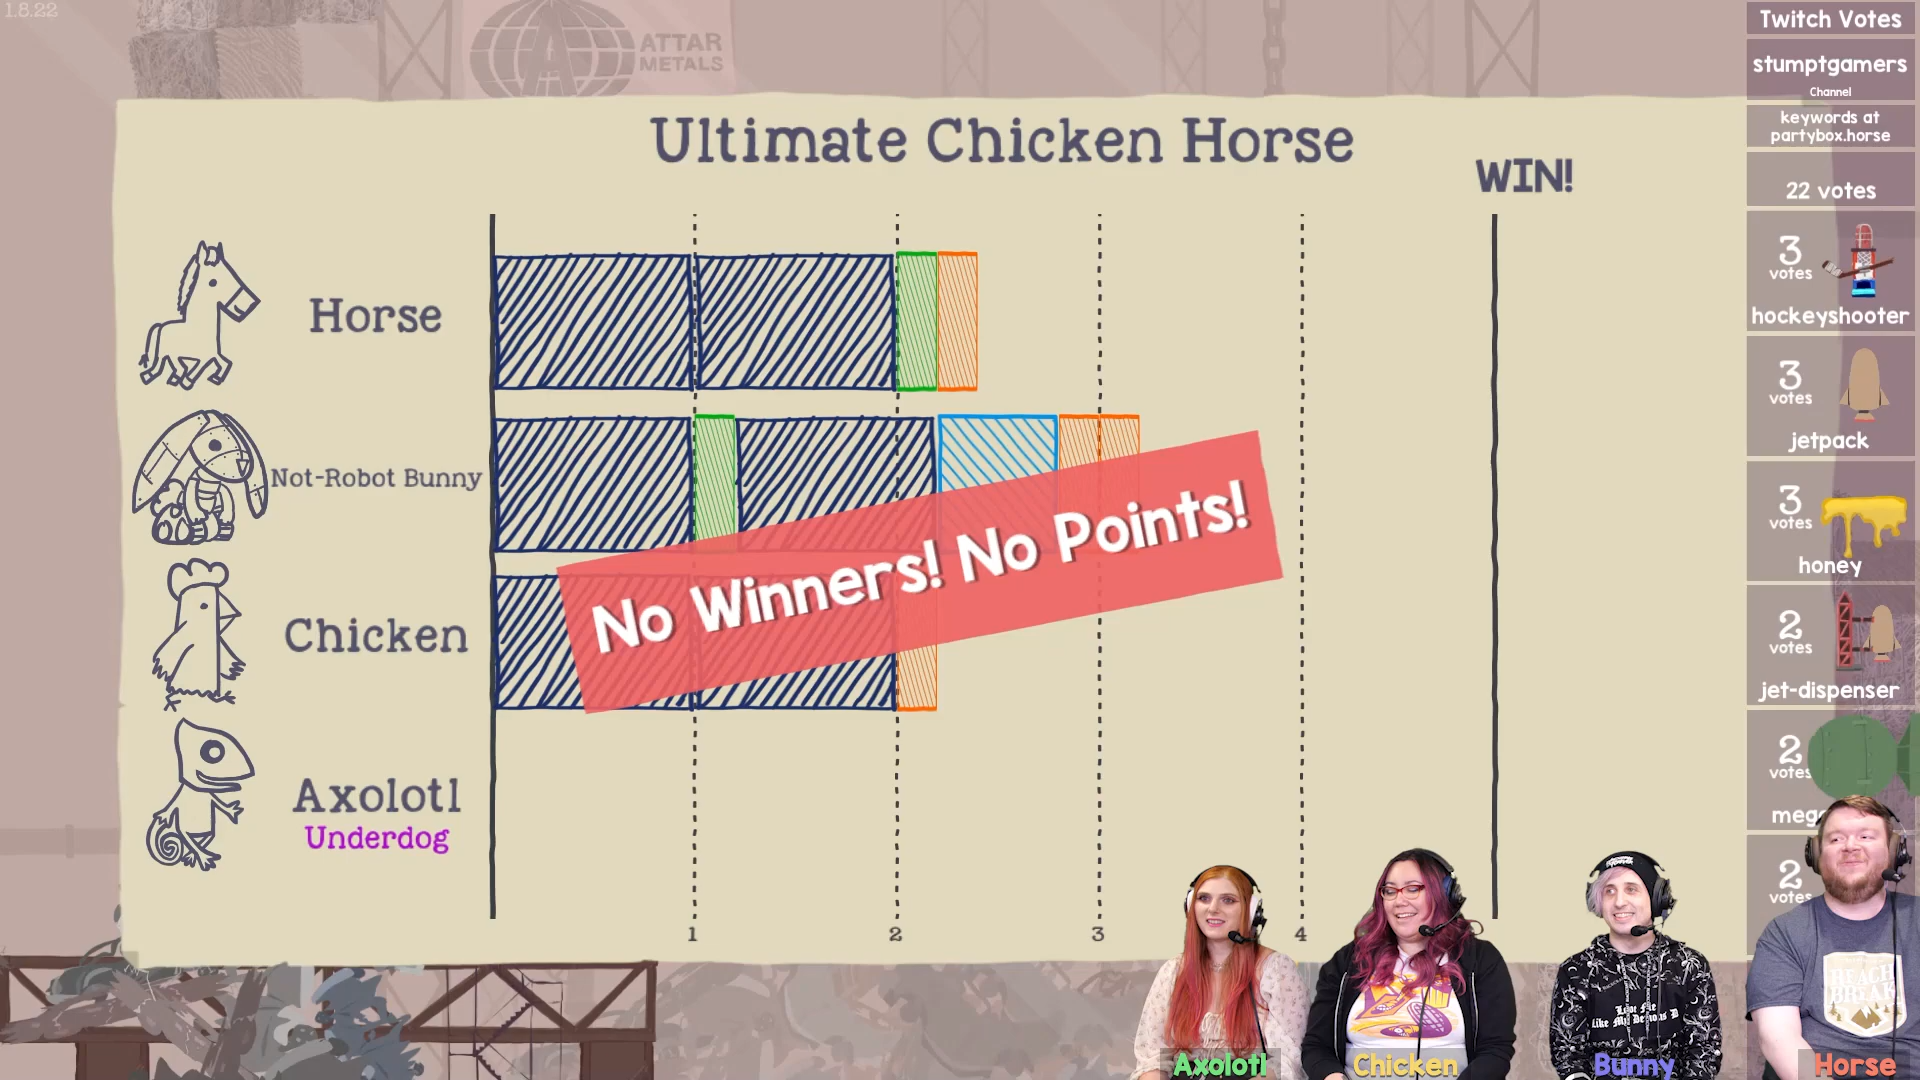 1.8.22
ATTAR
METALS
Ultimate Chicken Horse
WIN!
Horse
Not-Robot Bunny
Chicken
Axolotl
Underdog
No Winners! No Points!
1
2
3
4
Twitch Votes
stumptgamers
Channel
keywords at
partybox.horse
22 votes
3
votes
hockeyshooter
3
votes
jetpack
3
votes
honey
2
votes
jet-dispenser
2
votes
2
votes
BEACH
BREAK
Axolotl
Chicken
Bunny
Horse